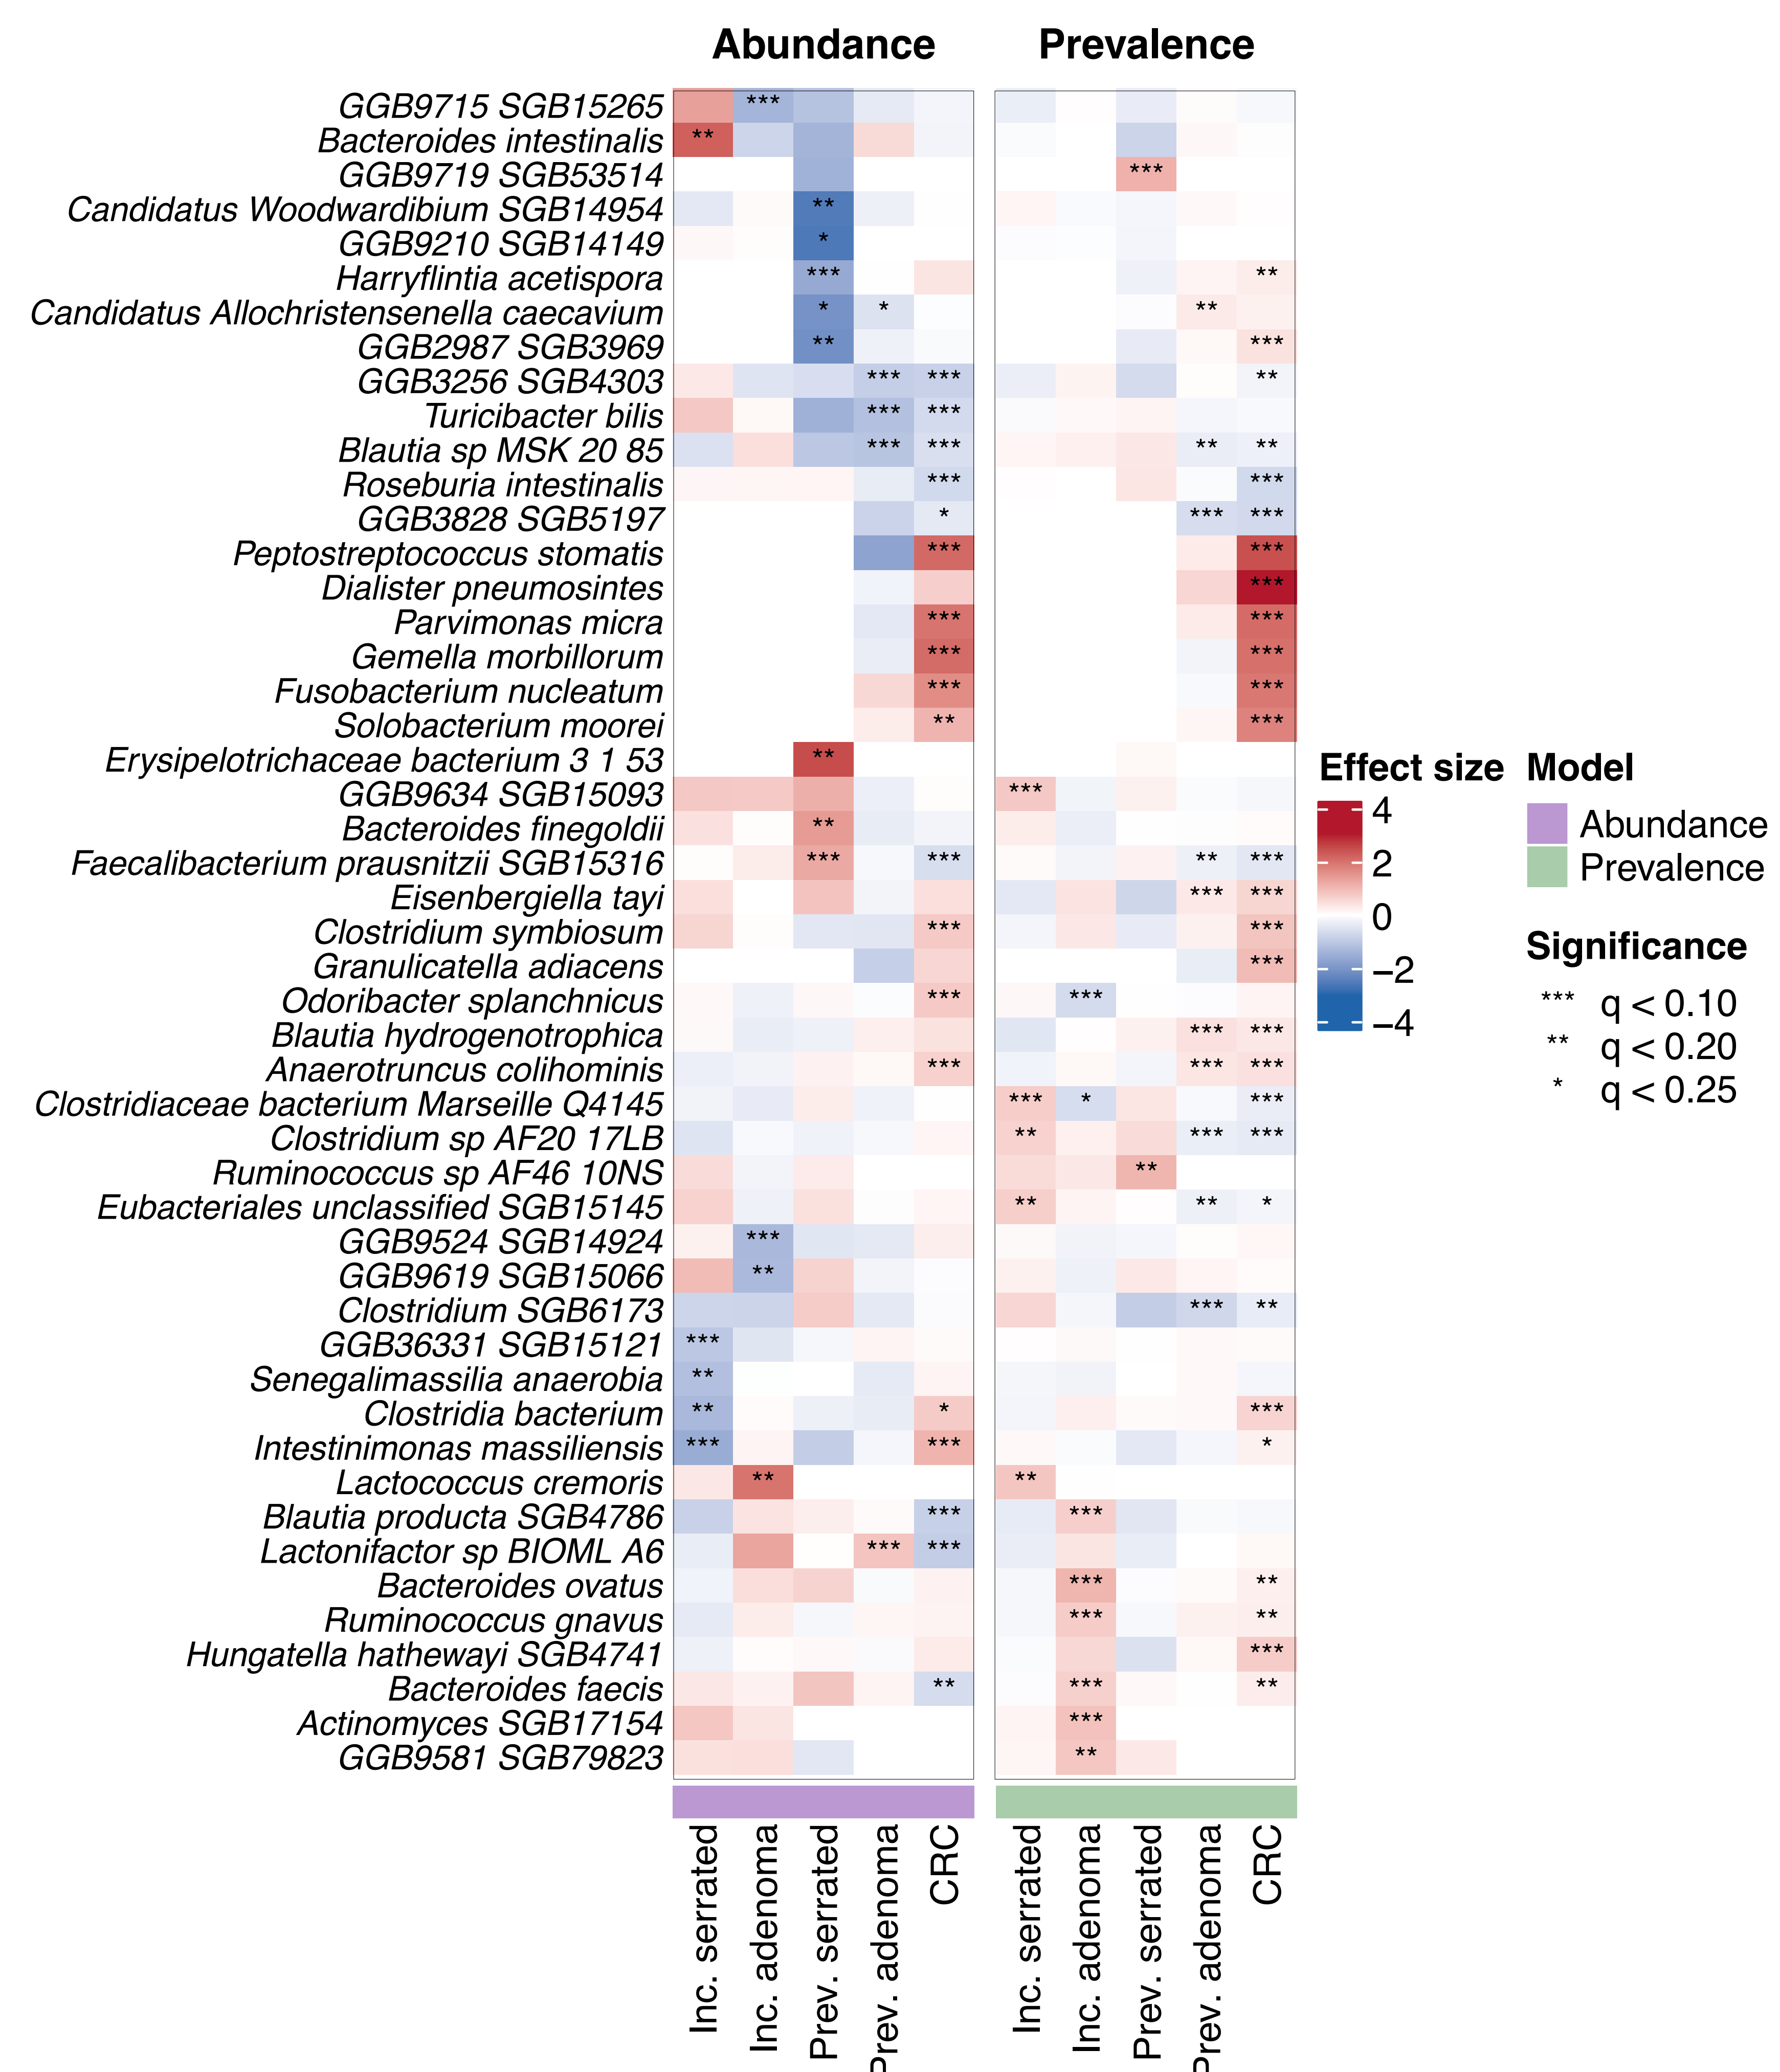 Abundance Prevalence
GGB9715 SGB15265 ***
Bacteroides intestinalis **
GGB9719 SGB53514 ***
Candidatus Woodwardibium SGB14954 **
GGB9210 SGB14149 *
Harryflintia acetispora *** **
Candidatus Allochristensenella caecavium * * **
GGB2987 SGB3969 ** ***
GGB3256 SGB4303 *** *** **
Turicibacter bilis *** ***
Blautia sp MSK 20 85 *** *** ** **
Roseburia intestinalis *** ***
GGB3828 SGB5197 * *** ***
Peptostreptococcus stomatis *** ***
Dialister pneumosintes ***
Parvimonas micra *** ***
Gemella morbillorum *** ***
Fusobacterium nucleatum *** ***
Solobacterium moorei ** ***
Erysipelotrichaceae bacterium 3 1 53 **
GGB9634 SGB15093 ***
Bacteroides finegoldii **
Faecalibacterium prausnitzii SGB15316 *** *** ** ***
Eisenbergiella tayi *** ***
Clostridium symbiosum *** ***
Granulicatella adiacens ***
Odoribacter splanchnicus *** ***
Blautia hydrogenotrophica *** ***
Anaerotruncus colihominis *** *** ***
Clostridiaceae bacterium Marseille Q4145 *** * ***
Clostridium sp AF20 17LB ** *** ***
Ruminococcus sp AF46 10NS **
Eubacteriales unclassified SGB15145 ** ** *
GGB9524 SGB14924 ***
GGB9619 SGB15066 **
Clostridium SGB6173 *** **
GGB36331 SGB15121 ***
Senegalimassilia anaerobia **
Clostridia bacterium ** * ***
Intestinimonas massiliensis *** *** *
Lactococcus cremoris ** **
Blautia producta SGB4786 *** ***
Lactonifactor sp BIOML A6 *** ***
Bacteroides ovatus *** **
Ruminococcus gnavus *** **
Hungatella hathewayi SGB4741 ***
Bacteroides faecis ** *** **
Actinomyces SGB17154 ***
GGB9581 SGB79823 **
Inc. serrated
Inc. adenoma
Prev. serrated
Prev. adenoma
CRC
Inc. serrated
Inc. adenoma
Prev. serrated
Prev. adenoma
CRC
Effect size
4
2
0
−2
−4
Model
Abundance
Prevalence
Significance
*** q < 0.10
** q < 0.20
* q < 0.25